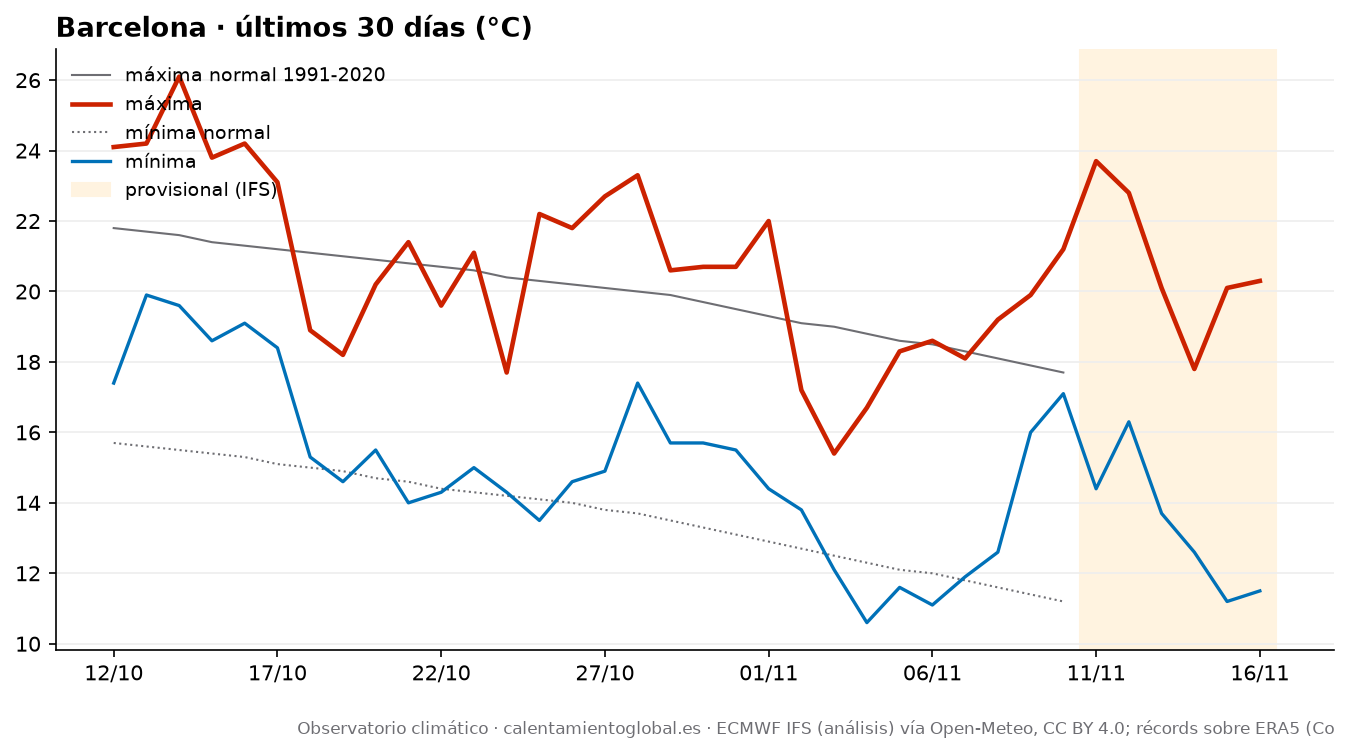 Barcelona · últimos 30 días (°C)
máxima normal 1991-2020
máxima
mínima normal
mínima
provisional (IFS)
26
24
22
20
18
16
14
12
10
12/10 17/10 22/10 27/10 01/11 06/11 11/11 16/11
Observatorio climático · calentamientoglobal.es · ECMWF IFS (análisis) vía Open-Meteo, CC BY 4.0; récords sobre ERA5 (Co